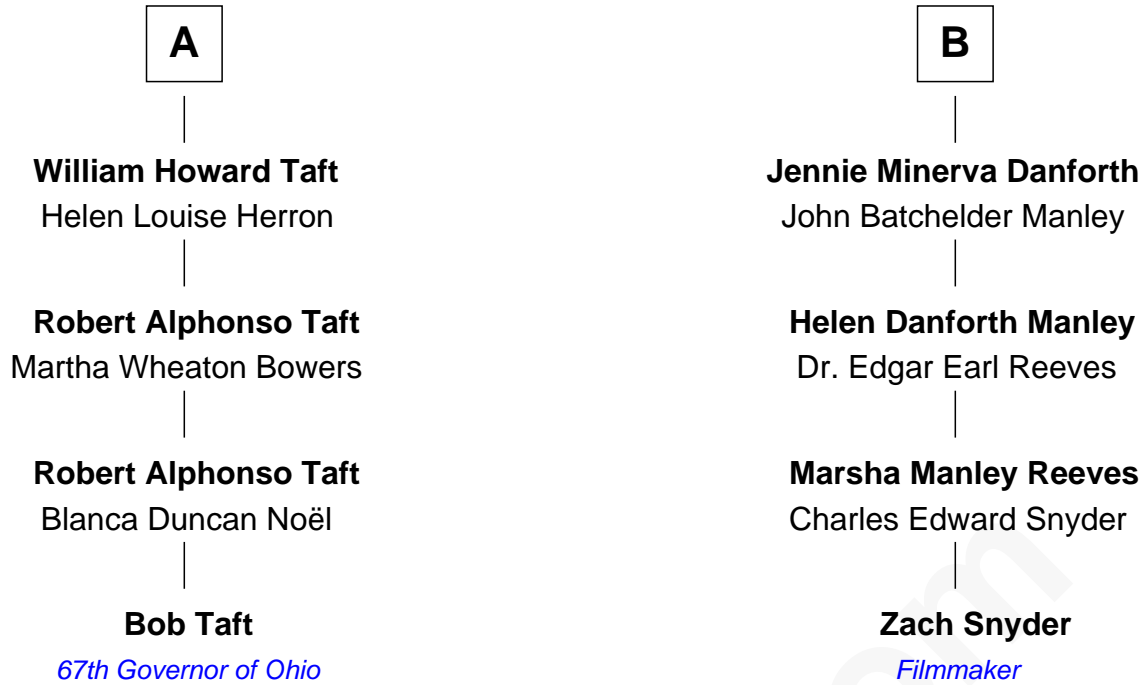 A
William Howard Taft
Helen Louise Herron
Robert Alphonso Taft
Martha Wheaton Bowers
Robert Alphonso Taft
Blanca Duncan Noël
Bob Taft
67th Governor of Ohio
B
Jennie Minerva Danforth
John Batchelder Manley
Helen Danforth Manley
Dr. Edgar Earl Reeves
Marsha Manley Reeves
Charles Edward Snyder
Zach Snyder
Filmmaker